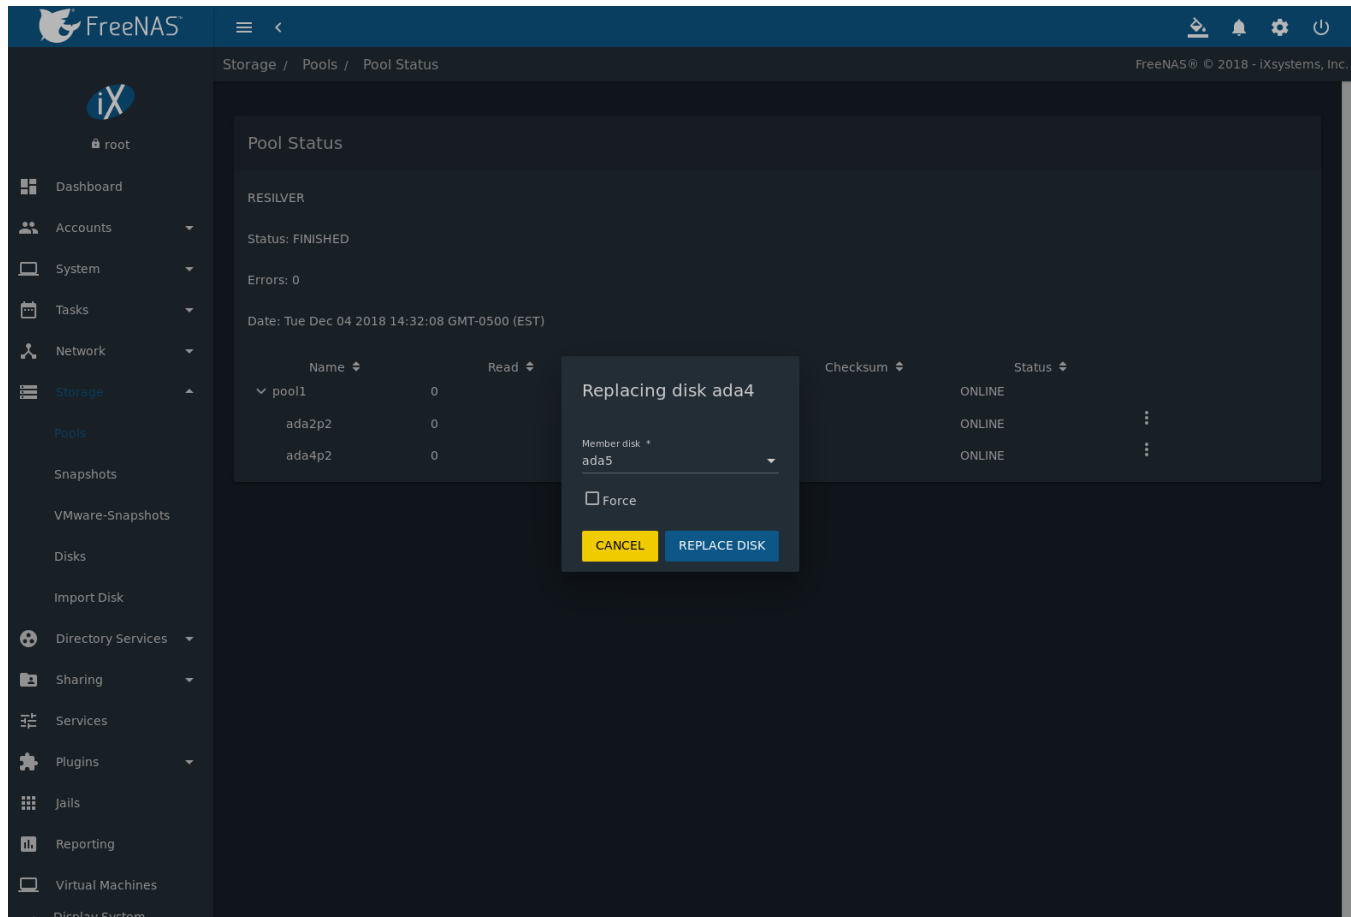 FreeNAS™
Storage / Pools / Pool Status
FreeNAS® © 2018 - iXsystems, Inc.
iX
root
Dashboard
Accounts
System
Tasks
Network
Storage
Pools
Snapshots
VMware-Snapshots
Disks
Import Disk
Directory Services
Sharing
Services
Plugins
Jails
Reporting
Virtual Machines
Display System
Pool Status
RESILVER
Status: FINISHED
Errors: 0
Date: Tue Dec 04 2018 14:32:08 GMT-0500 (EST)
Name Read Checksum Status
pool1 0 ONLINE
ada2p2 0 ONLINE
ada4p2 0 ONLINE
Replacing disk ada4
Member disk *
ada5
Force
CANCEL REPLACE DISK